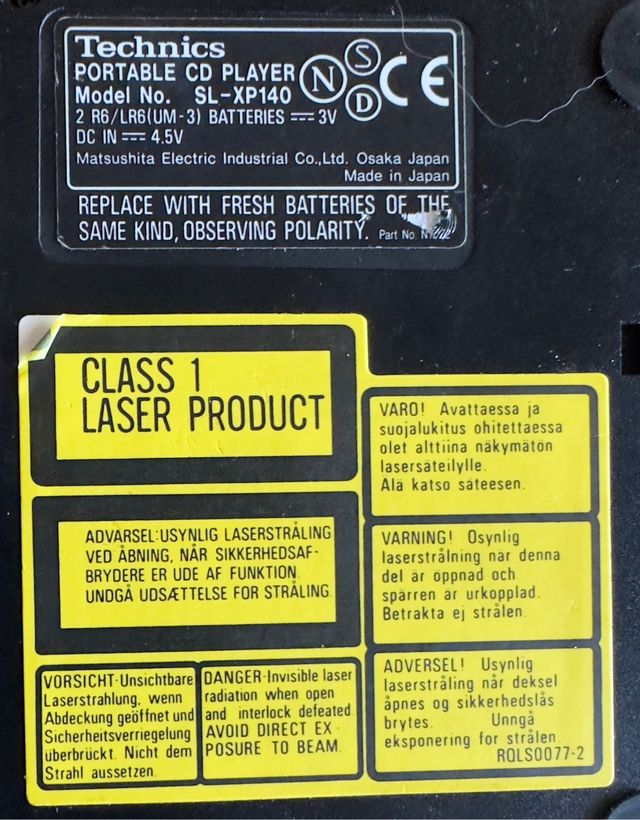 Technics
PORTABLE CD PLAYER
Model No. SL-XP140
N S D CE
2 R6/LR6(UM-3) BATTERIES ⎓ 3V
DC IN ⎓ 4.5V
Matsushita Electric Industrial Co.,Ltd. Osaka Japan
Made in Japan
REPLACE WITH FRESH BATTERIES OF THE
SAME KIND, OBSERVING POLARITY. Part No.
CLASS 1
LASER PRODUCT
ADVARSEL:USYNLIG LASERSTRÅLING
VED ÅBNING, NÅR SIKKERHEDSAF-
BRYDERE ER UDE AF FUNKTION.
UNDGÅ UDSÆTTELSE FOR STRÅLING.
VORSICHT-Unsichtbare
Laserstrahlung, wenn
Abdeckung geöffnet und
Sicherheitsverriegelung
überbrückt. Nicht dem
Strahl aussetzen.
DANGER-Invisible laser
radiation when open
and interlock defeated.
AVOID DIRECT EX-
POSURE TO BEAM.
VARO! Avattaessa ja
suojalukitus ohitettaessa
olet alttiina näkymätön
lasersäteilylle.
Älä katso säteesen.
VARNING! Osynlig
laserstrålning när denna
del är öppnad och
spärren är urkopplad.
Betrakta ej strålen.
ADVERSEL! Usynlig
laserstråling når deksel
åpnes og sikkerhedslås
brytes. Unngå
eksponering for strålen.
RQLS0077-2